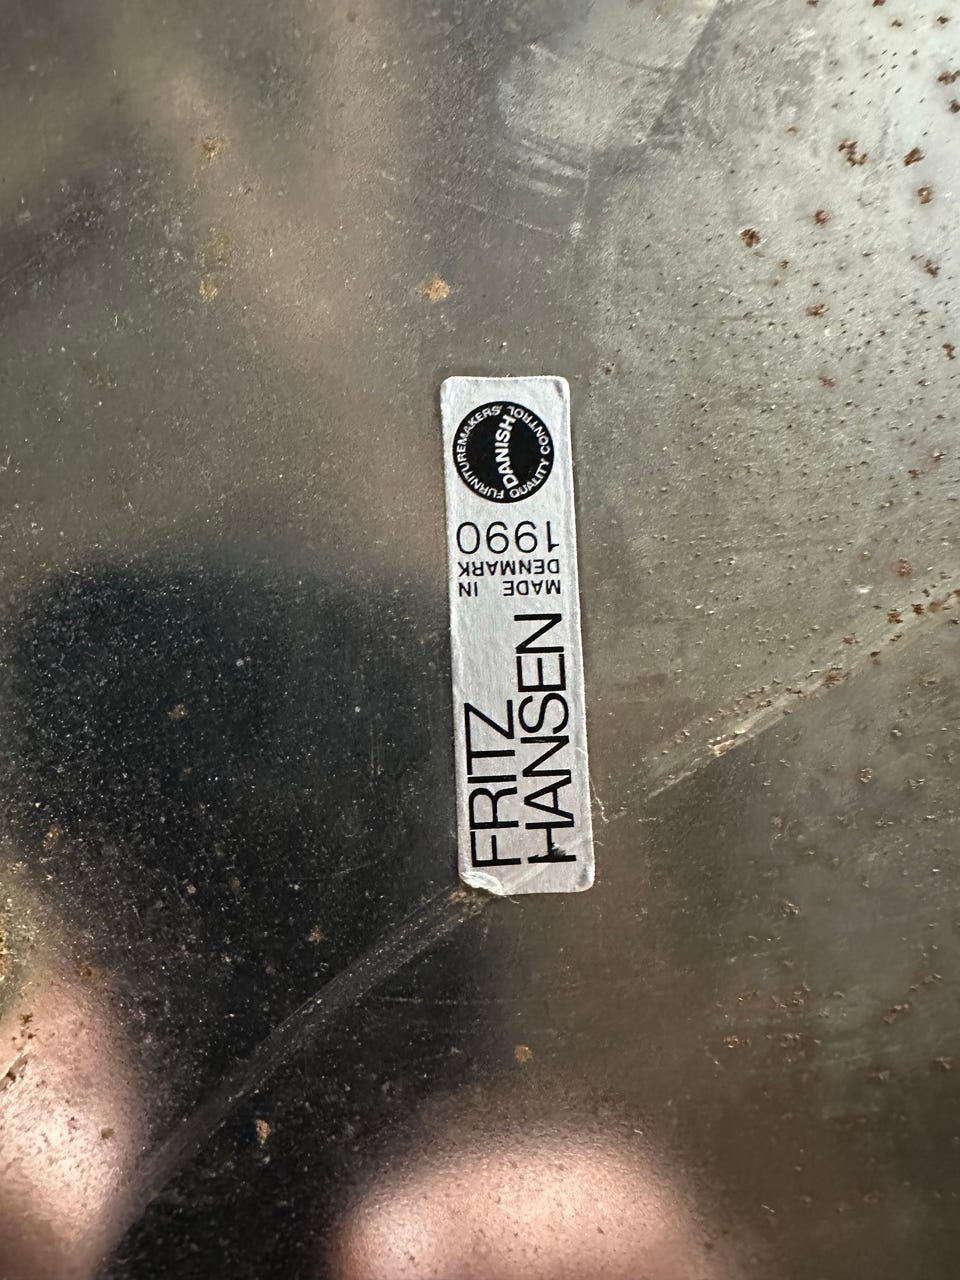 FRITZ
HANSEN
MADE IN
DENMARK
1990
FURNITUREMAKERS'
DANISH
QUALITY CONTROL